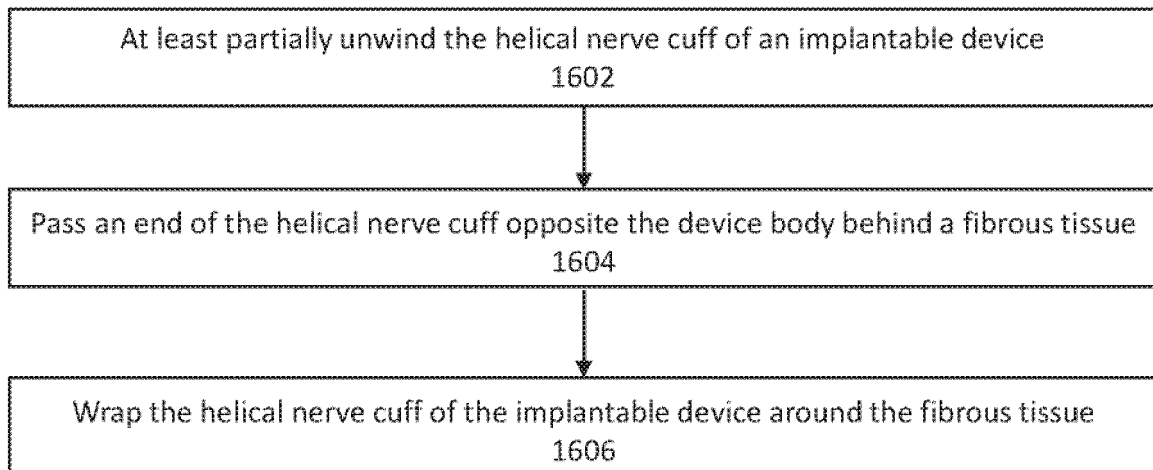 At least partially unwind the helical nerve cuff of an implantable device
1602
Pass an end of the helical nerve cuff opposite the device body behind a fibrous tissue
1604
Wrap the helical nerve cuff of the implantable device around the fibrous tissue
1606